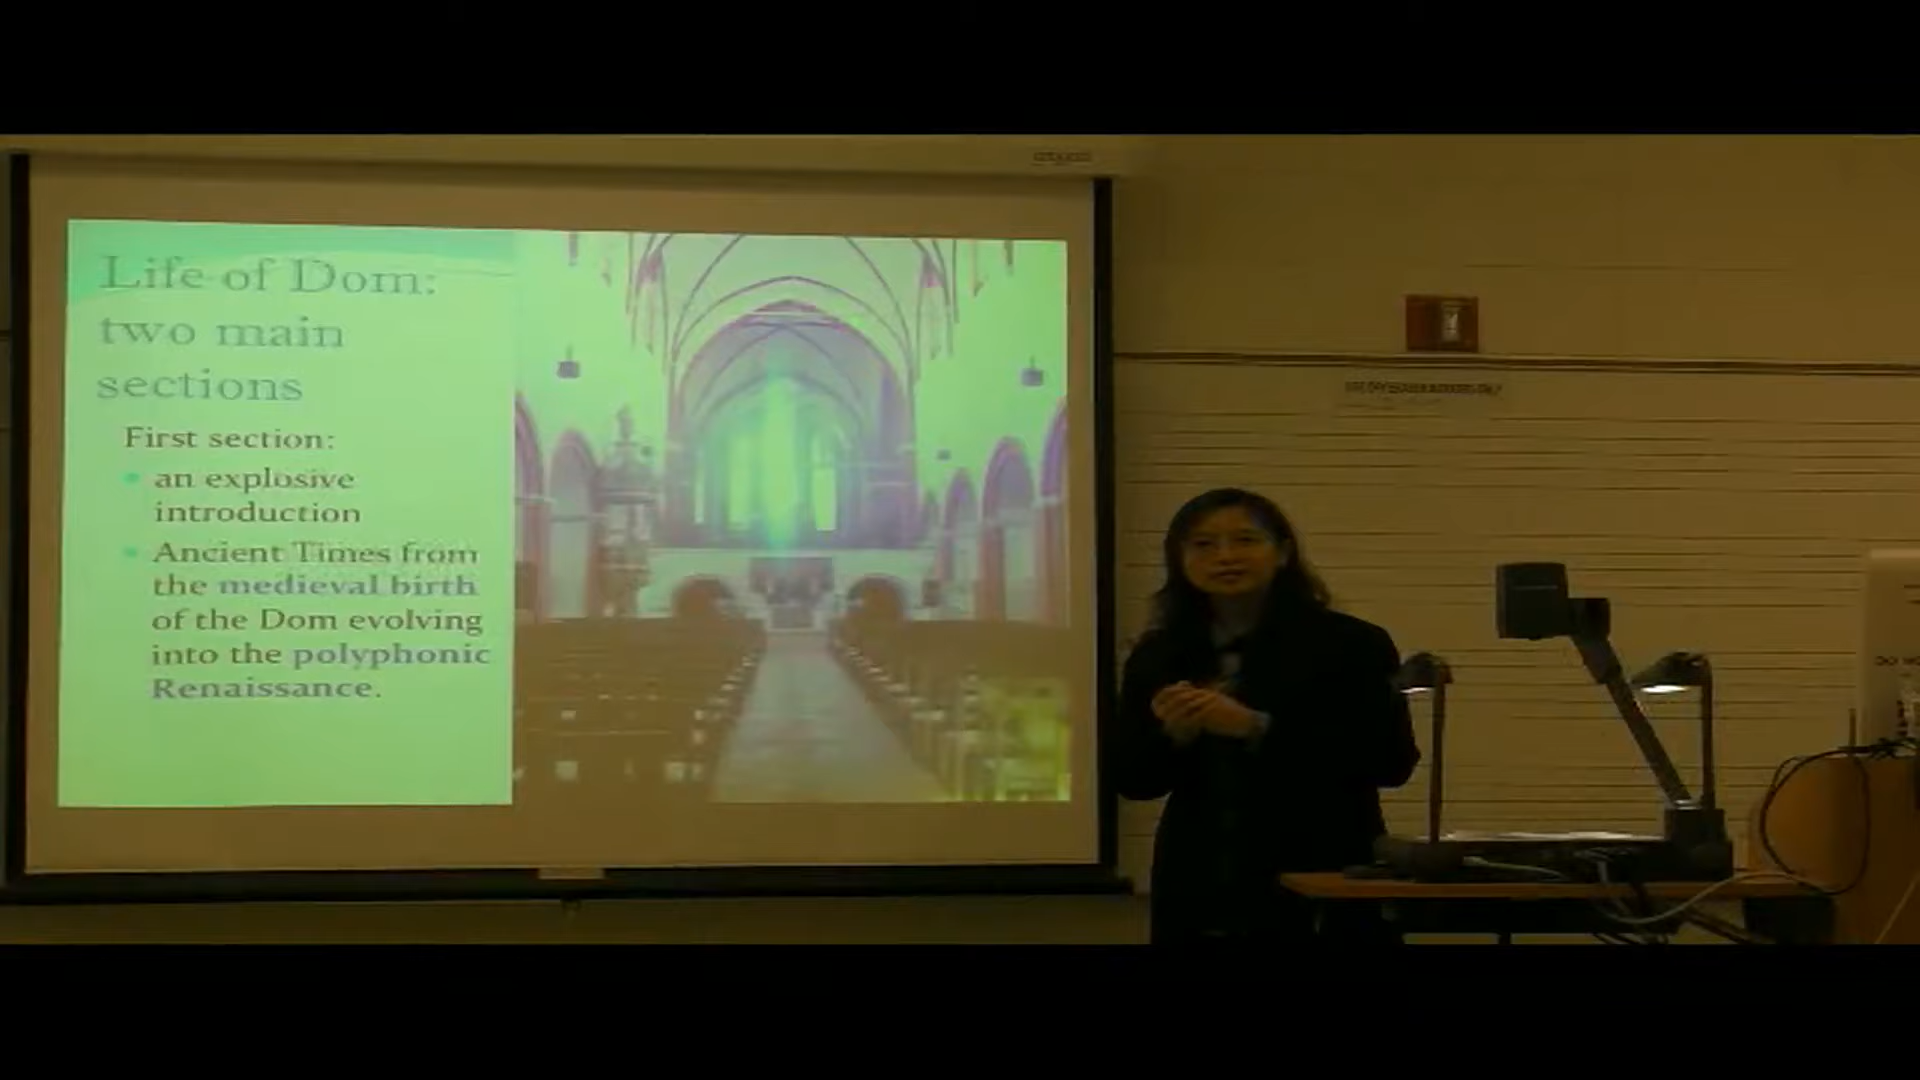 Life of Dom:
two main
sections
First section:
an explosive
introduction
Ancient Times from
the medieval birth
of the Dom evolving
into the polyphonic
Renaissance.